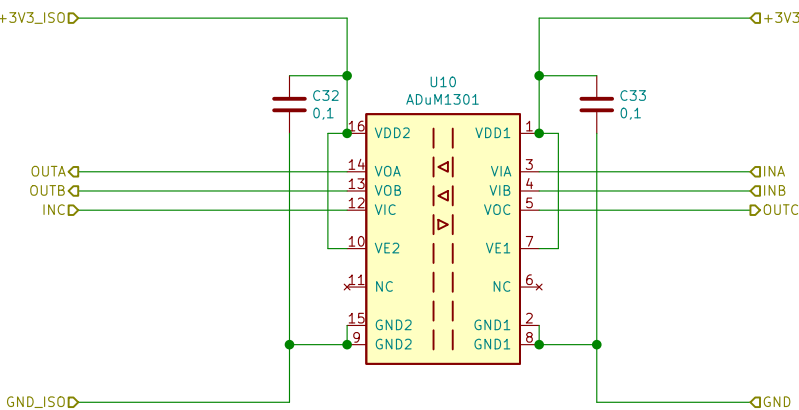 +3V3_ISO
+3V3
U10
ADuM1301
C32
0,1
C33
0,1
16 VDD2 VDD1 1
OUTA 14 VOA VIA 3 INA
OUTB 13 VOB VIB 4 INB
INC 12 VIC VOC 5 OUTC
10 VE2 VE1 7
11 NC NC 6
15 GND2 GND1 2
9 GND2 GND1 8
GND_ISO
GND